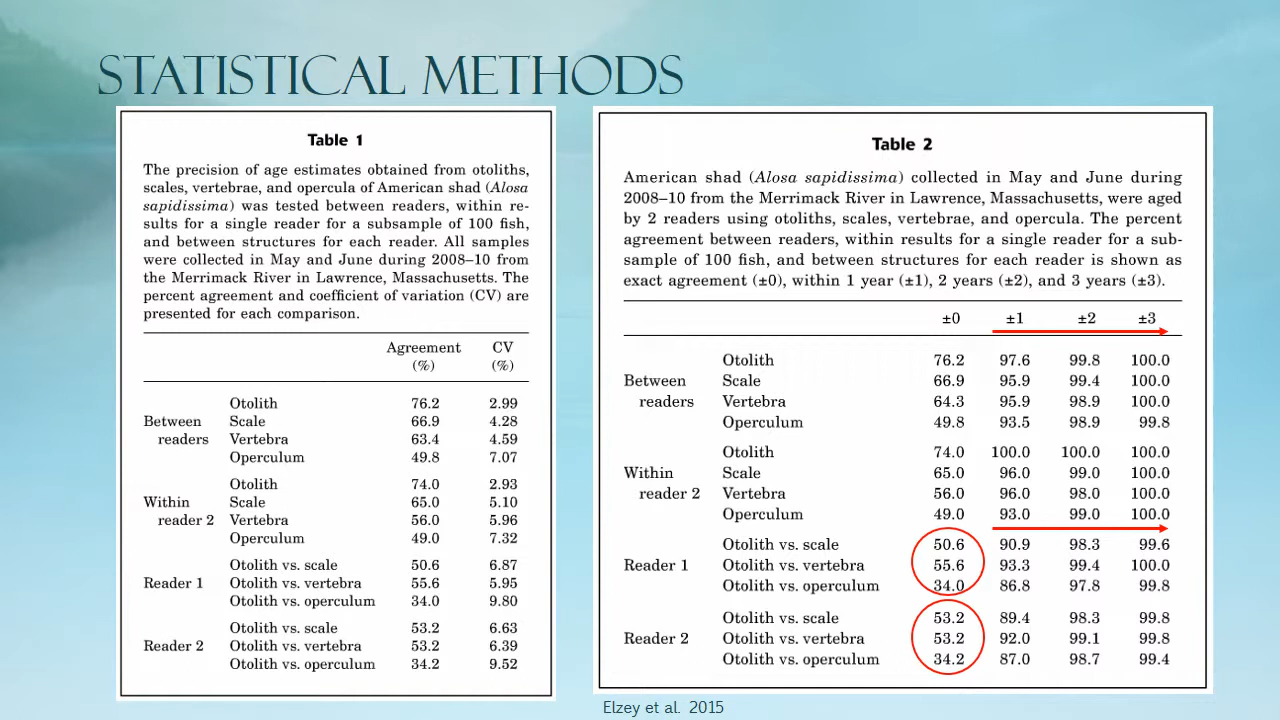 STATISTICAL METHODS
Table 1
The precision of age estimates obtained from otoliths,
scales, vertebrae, and opercula of American shad (Alosa
sapidissima) was tested between readers, within re-
sults for a single reader for a subsample of 100 fish,
and between structures for each reader. All samples
were collected in May and June during 2008–10 from
the Merrimack River in Lawrence, Massachusetts. The
percent agreement and coefficient of variation (CV) are
presented for each comparison.
Agreement CV
(%) (%)
Otolith 76.2 2.99
Between Scale 66.9 4.28
readers Vertebra 63.4 4.59
Operculum 49.8 7.07
Otolith 74.0 2.93
Within Scale 65.0 5.10
reader 2 Vertebra 56.0 5.96
Operculum 49.0 7.32
Otolith vs. scale 50.6 6.87
Reader 1 Otolith vs. vertebra 55.6 5.95
Otolith vs. operculum 34.0 9.80
Otolith vs. scale 53.2 6.63
Reader 2 Otolith vs. vertebra 53.2 6.39
Otolith vs. operculum 34.2 9.52
Table 2
American shad (Alosa sapidissima) collected in May and June during
2008–10 from the Merrimack River in Lawrence, Massachusetts, were aged
by 2 readers using otoliths, scales, vertebrae, and opercula. The percent
agreement between readers, within results for a single reader for a sub-
sample of 100 fish, and between structures for each reader is shown as
exact agreement (±0), within 1 year (±1), 2 years (±2), and 3 years (±3).
±0 ±1 ±2 ±3
Otolith 76.2 97.6 99.8 100.0
Between Scale 66.9 95.9 99.4 100.0
readers Vertebra 64.3 95.9 98.9 100.0
Operculum 49.8 93.5 98.9 99.8
Otolith 74.0 100.0 100.0 100.0
Within Scale 65.0 96.0 99.0 100.0
reader 2 Vertebra 56.0 96.0 98.0 100.0
Operculum 49.0 93.0 99.0 100.0
Otolith vs. scale 50.6 90.9 98.3 99.6
Reader 1 Otolith vs. vertebra 55.6 93.3 99.4 100.0
Otolith vs. operculum 34.0 86.8 97.8 99.8
Otolith vs. scale 53.2 89.4 98.3 99.8
Reader 2 Otolith vs. vertebra 53.2 92.0 99.1 99.8
Otolith vs. operculum 34.2 87.0 98.7 99.4
Elzey et al. 2015